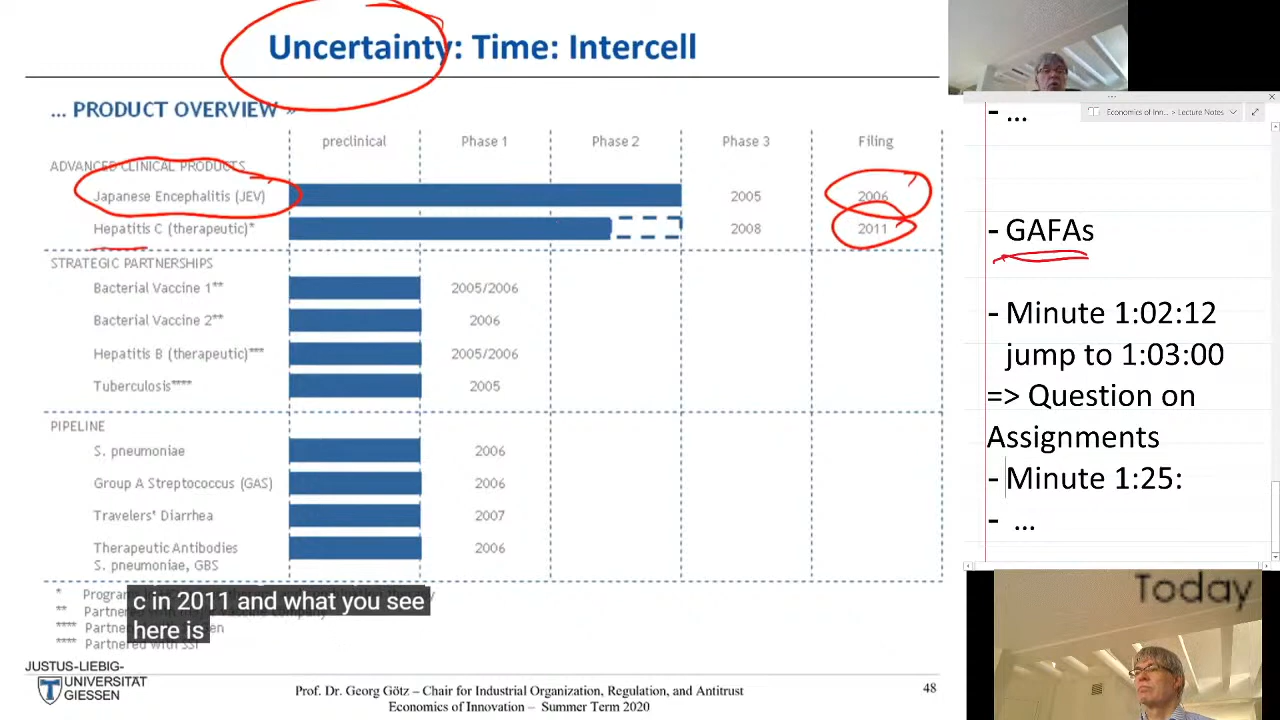 Uncertainty: Time: Intercell
... PRODUCT OVERVIEW »
preclinical Phase 1 Phase 2 Phase 3 Filing
ADVANCED CLINICAL PRODUCTS
Japanese Encephalitis (JEV) 2005 2006
Hepatitis C (therapeutic)* 2008 2011
STRATEGIC PARTNERSHIPS
Bacterial Vaccine 1** 2005/2006
Bacterial Vaccine 2** 2006
Hepatitis B (therapeutic)*** 2005/2006
Tuberculosis**** 2005
PIPELINE
S. pneumoniae 2006
Group A Streptococcus (GAS) 2006
Travelers' Diarrhea 2007
Therapeutic Antibodies 2006
S. pneumoniae, GBS
* 
** Partner
**** Partner
**** Partnered with SSI
c in 2011 and what you see
here is
JUSTUS-LIEBIG-
UNIVERSITAT
GIESSEN
Prof. Dr. Georg Götz – Chair for Industrial Organization, Regulation, and Antitrust
Economics of Innovation – Summer Term 2020
48
Economics of Inn... > Lecture Notes
- ...
- GAFAs
- Minute 1:02:12
jump to 1:03:00
=> Question on
Assignments
- Minute 1:25:
- ...
Today